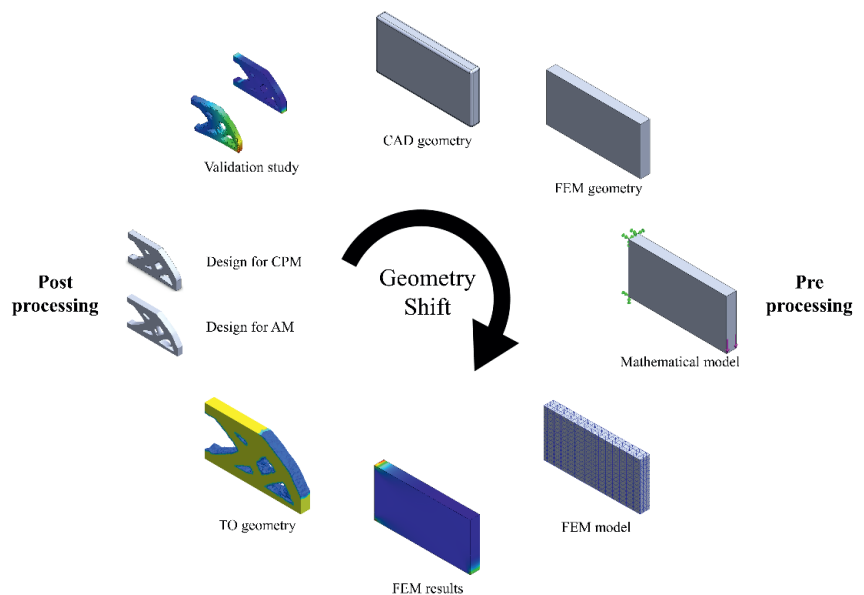 CAD geometry
Validation study
FEM geometry
Design for CPM
Post
processing
Design for AM
Geometry
Shift
Pre
processing
Mathematical model
TO geometry
FEM model
FEM results